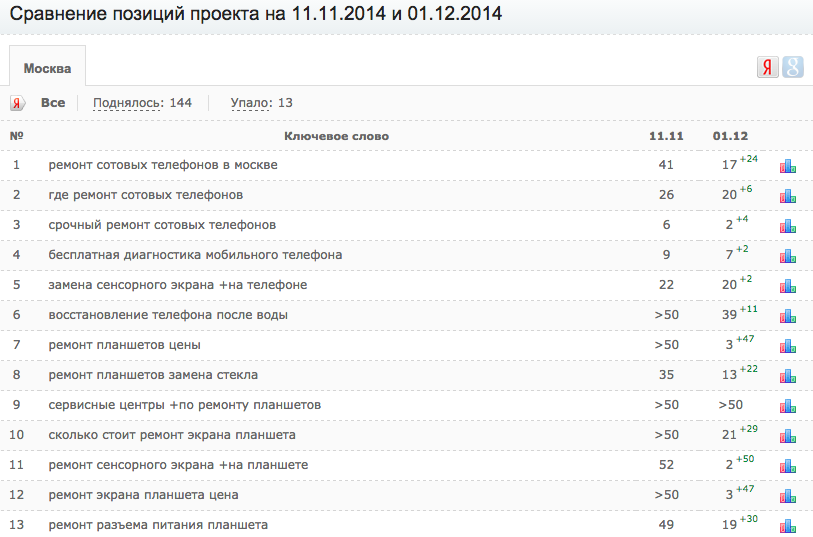 Сравнение позиций проекта на 11.11.2014 и 01.12.2014
Москва
Я 8
Я Все Поднялось: 144 Упало: 13
№ Ключевое слово 11.11 01.12
1 ремонт сотовых телефонов в москве 41 17 +24
2 где ремонт сотовых телефонов 26 20 +6
3 срочный ремонт сотовых телефонов 6 2 +4
4 бесплатная диагностика мобильного телефона 9 7 +2
5 замена сенсорного экрана +на телефоне 22 20 +2
6 восстановление телефона после воды >50 39 +11
7 ремонт планшетов цены >50 3 +47
8 ремонт планшетов замена стекла 35 13 +22
9 сервисные центры +по ремонту планшетов >50 >50
10 сколько стоит ремонт экрана планшета >50 21 +29
11 ремонт сенсорного экрана +на планшете 52 2 +50
12 ремонт экрана планшета цена >50 3 +47
13 ремонт разъема питания планшета 49 19 +30